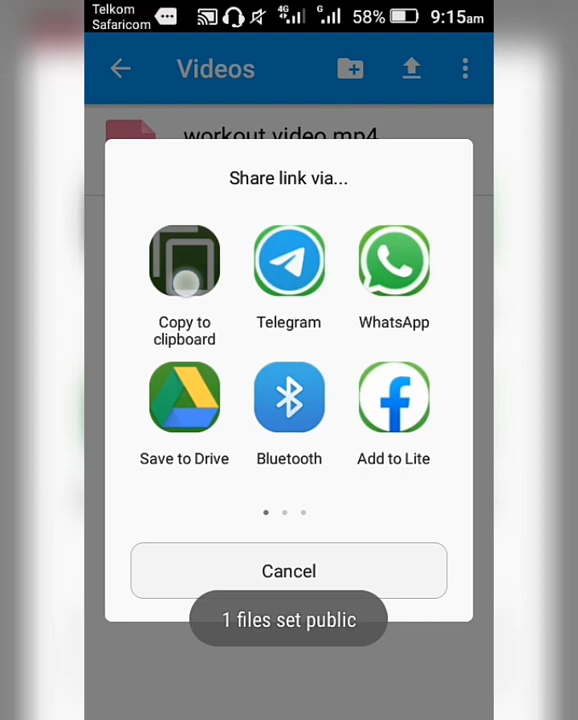 Telkom
Safaricom
4G
G
58%
9:15am
Videos
workout video.mp4
Share link via...
Copy to
clipboard
Telegram
WhatsApp
Save to Drive
Bluetooth
Add to Lite
Cancel
1 files set public